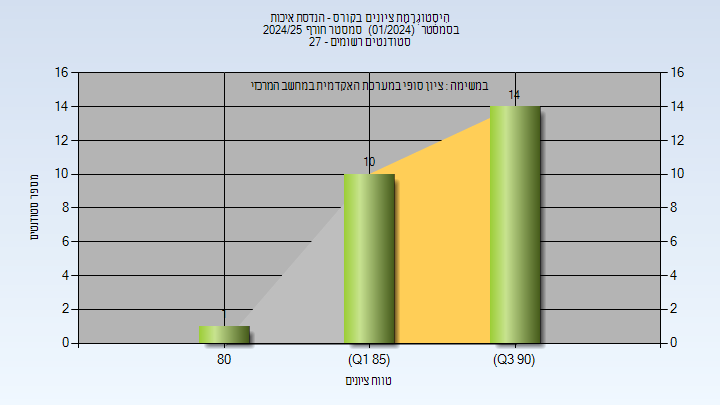 היסטוגרמת ציונים בקורס - הנדסת איכות
בסמסטר (01/2024) סמסטר חורף 2024/25
סטודנטים רשומים - 27
במשימה : ציון סופי במערכת האקדמית במחשב המרכזי
מספר סטודנטים
16
14
12
10
8
6
4
2
0
16
14
12
10
8
6
4
2
0
10
14
80
(Q1 85)
(Q3 90)
טווח ציונים